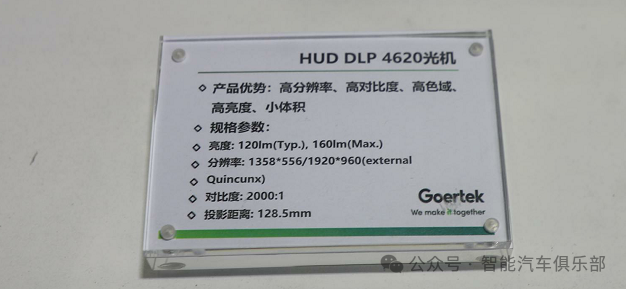 HUD DLP 4620光机
◇ 产品优势：高分辨率、高对比度、高色域、
高亮度、小体积
◇ 规格参数：
◇ 亮度: 120lm(Typ.), 160lm(Max.)
◇ 分辨率: 1358*556/1920*960(external
◇ Quincunx)
◇ 对比度: 2000:1
◇ 投影距离: 128.5mm
Goertek
We make it together
公众号·智能汽车俱乐部